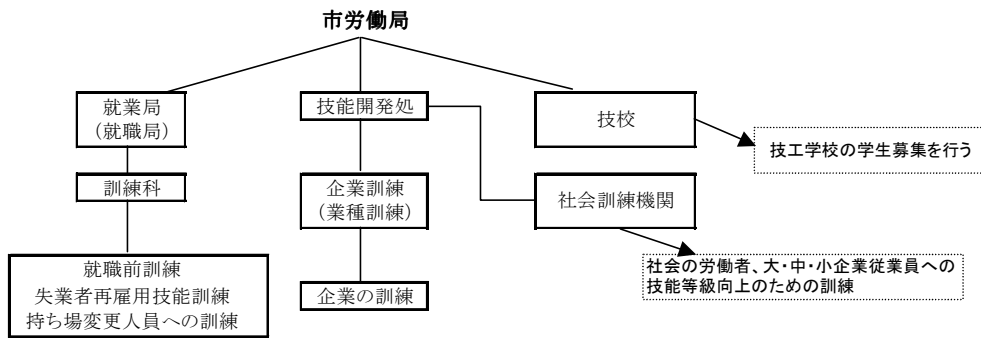 市労働局
就業局
(就職局)
技能開発処
技校
技工学校の学生募集を行う
訓練科
企業訓練
(業種訓練)
社会訓練機関
就職前訓練
失業者再雇用技能訓練
持ち場変更人員への訓練
企業の訓練
社会の労働者、大・中・小企業従業員への
技能等級向上のための訓練